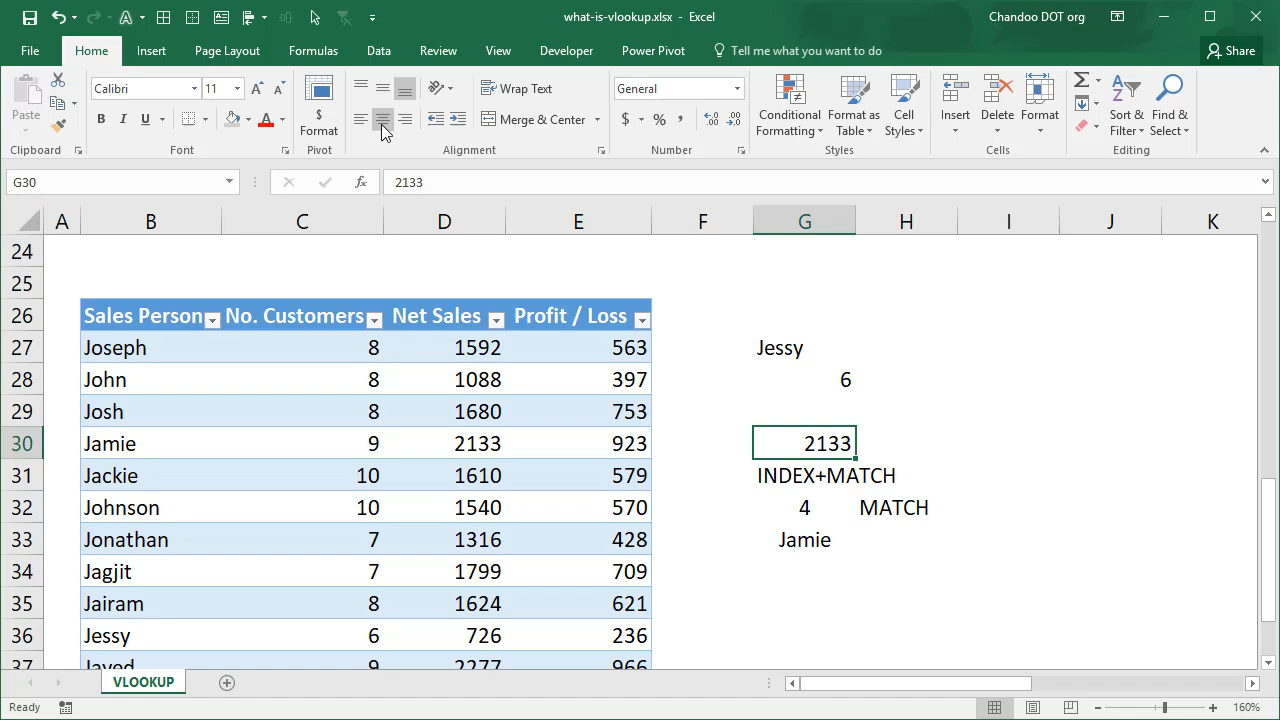 what-is-vlookup.xlsx - Excel
Chandoo DOT org
File Home Insert Page Layout Formulas Data Review View Developer Power Pivot Tell me what you want to do Share
Paste
Clipboard
Calibri 11
B I U A
Font
$
Format
Pivot
Wrap Text
Merge & Center
Alignment
General
$ % ,
Number
Conditional Formatting
Format as Table
Cell Styles
Styles
Insert Delete Format
Cells
Sort & Filter
Find & Select
Editing
G30 fx 2133
A B C D E F G H I J K
24
25
26 Sales Person No. Customers Net Sales Profit / Loss
27 Joseph 8 1592 563 Jessy
28 John 8 1088 397 6
29 Josh 8 1680 753
30 Jamie 9 2133 923 2133
31 Jackie 10 1610 579 INDEX+MATCH
32 Johnson 10 1540 570 4 MATCH
33 Jonathan 7 1316 428 Jamie
34 Jagjit 7 1799 709
35 Jairam 8 1624 621
36 Jessy 6 726 236
37 Javed 9 2277 966
VLOOKUP
Ready 160%